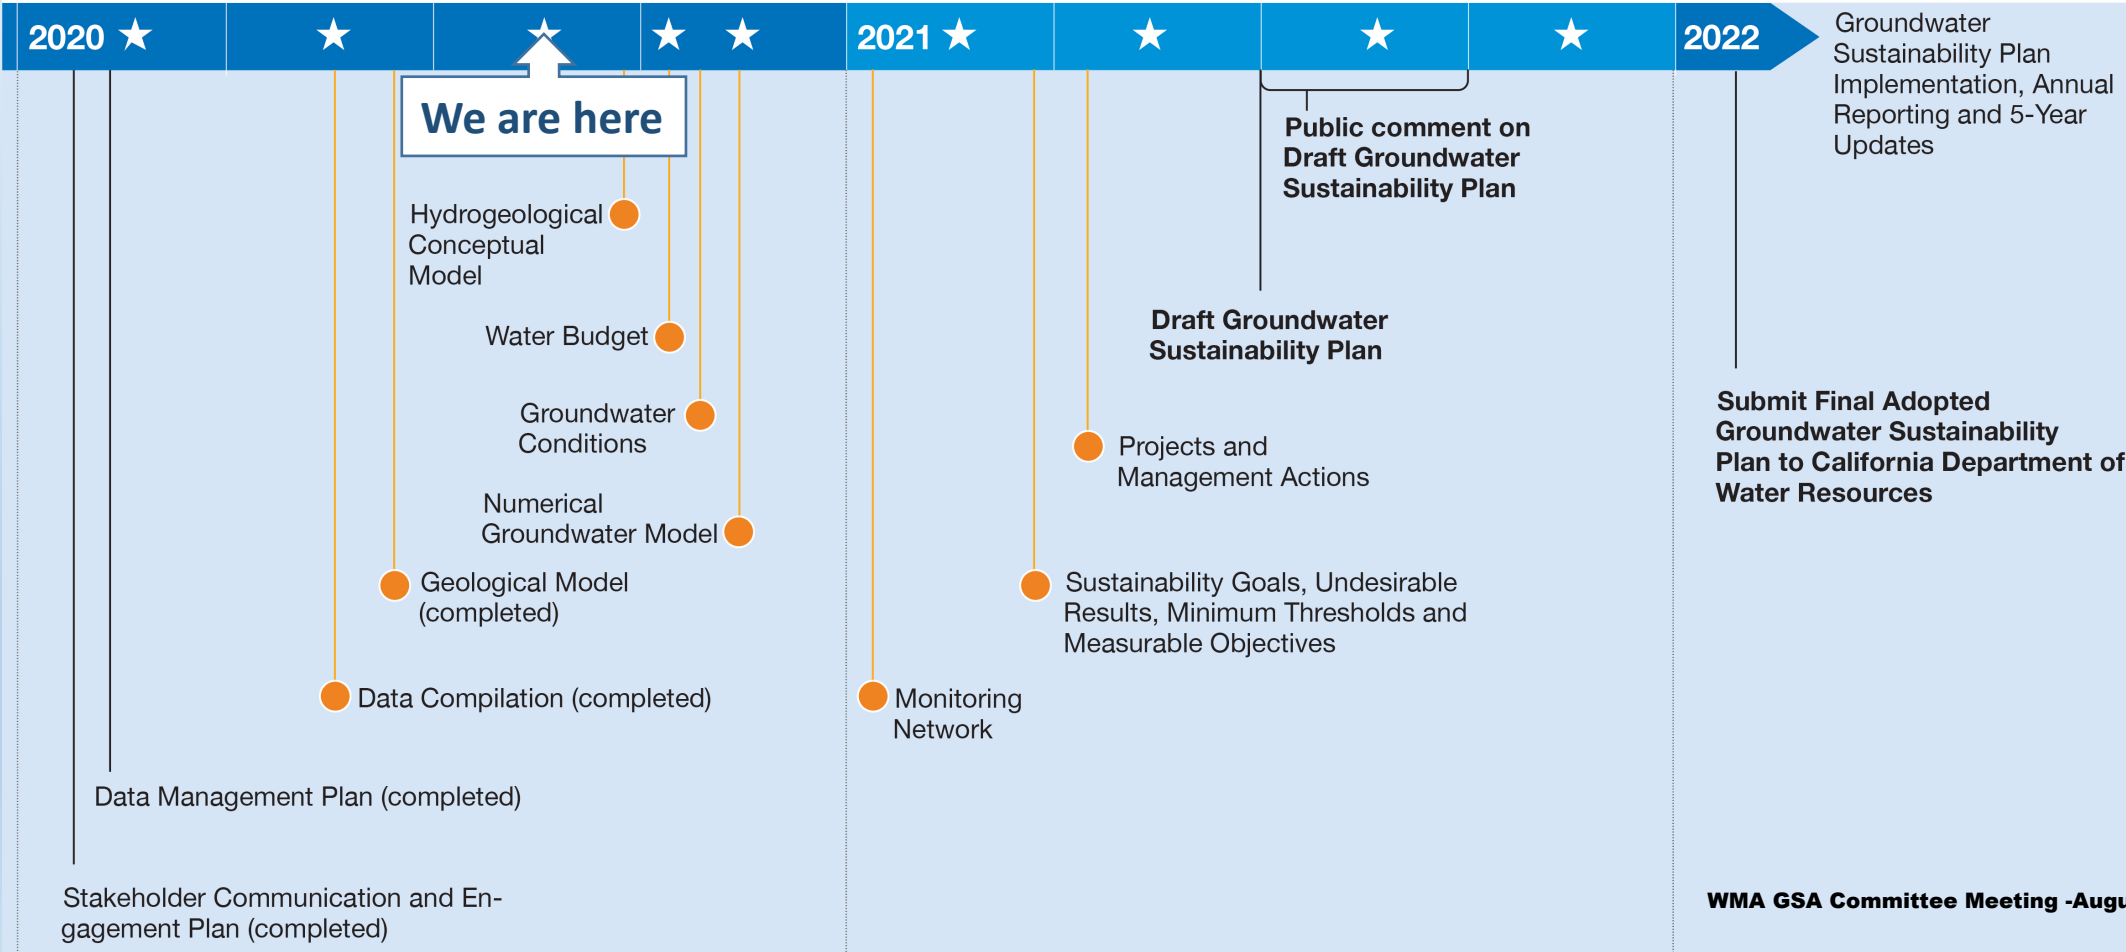 2020
2021
2022
Groundwater
Sustainability Plan
Implementation, Annual
Reporting and 5-Year
Updates
We are here
Public comment on
Draft Groundwater
Sustainability Plan
Hydrogeological
Conceptual
Model
Draft Groundwater
Sustainability Plan
Water Budget
Groundwater
Conditions
Submit Final Adopted
Groundwater Sustainability
Plan to California Department of
Water Resources
Projects and
Management Actions
Numerical
Groundwater Model
Geological Model
(completed)
Sustainability Goals, Undesirable
Results, Minimum Thresholds and
Measurable Objectives
Data Compilation (completed)
Monitoring
Network
Data Management Plan (completed)
Stakeholder Communication and En-
gagement Plan (completed)
WMA GSA Committee Meeting -Augu